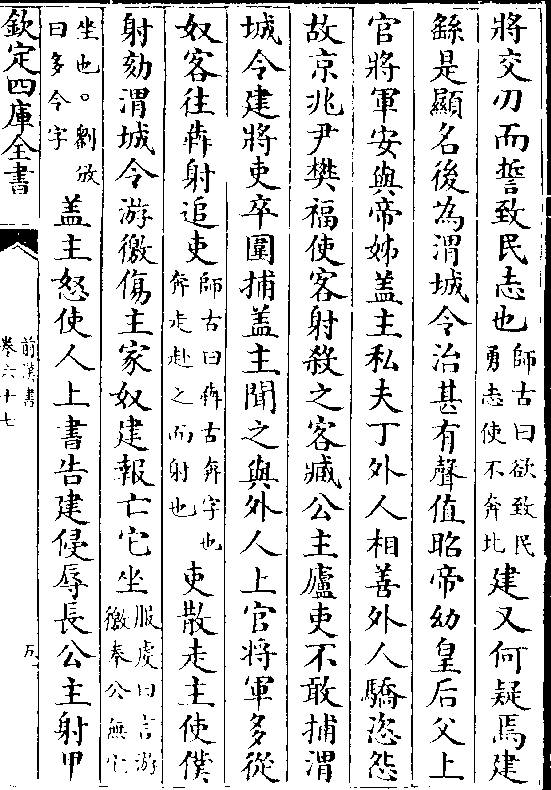 將交刃而誓致民志也師古曰欲致民勇志使不奔北建又何疑焉建
繇是顯名後為渭城令治甚有聲值昭帝幼皇后父上
官將軍安與帝姊蓋主私夫丁外人相善外人驕恣怨
故京兆尹樊福使客射殺之客臧公主廬吏不敢捕渭
城令建將吏卒圍捕蓋主聞之與外人上官將軍多從
奴客往犇射追吏師古曰犇古奔字也奔走赴之而射也吏散走主使僕
射劾渭城令游徼傷主家奴建報亡它坐服虔曰言游徼奉公無它
坐也。劉攽曰多今字蓋主怒使人上書告建侵辱長公主射甲
欽定四庫全書
前漢書
卷六十七